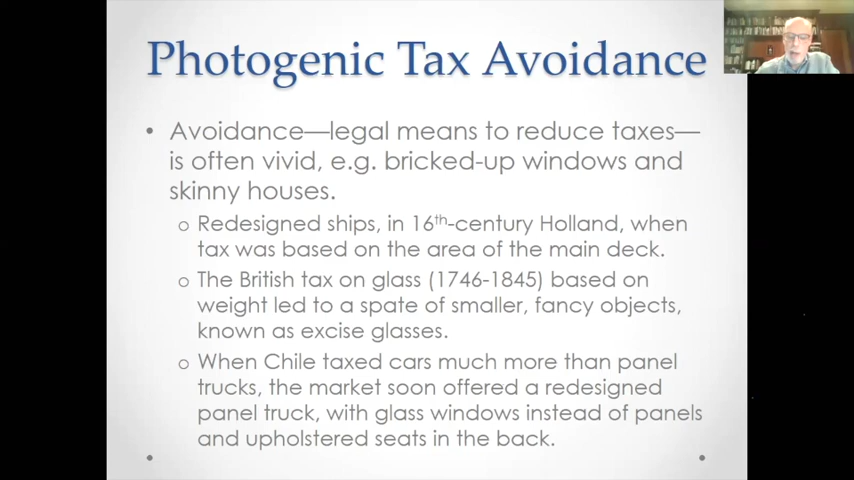 Photogenic Tax Avoidance
• Avoidance—legal means to reduce taxes—
is often vivid, e.g. bricked-up windows and
skinny houses.
o Redesigned ships, in 16th-century Holland, when
tax was based on the area of the main deck.
o The British tax on glass (1746-1845) based on
weight led to a spate of smaller, fancy objects,
known as excise glasses.
o When Chile taxed cars much more than panel
trucks, the market soon offered a redesigned
panel truck, with glass windows instead of panels
and upholstered seats in the back.